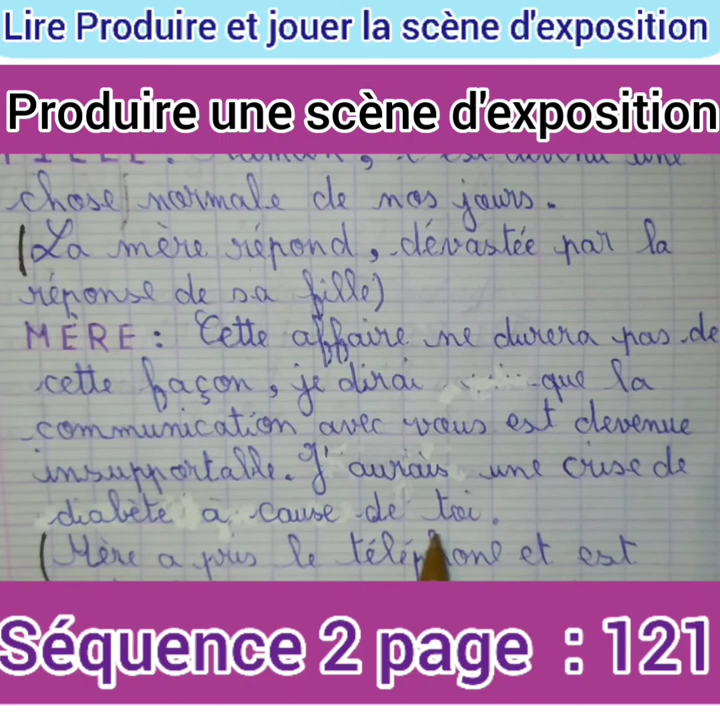 Lire Produire et jouer la scène d'exposition
Produire une scène d'exposition
chose normale de nos jours.
(La mère répond, dévastée par la
réponse de sa fille)
MÈRE : Cette affaire ne durera pas de
cette façon, je dirai que la
communication avec vous est devenue
insupportable. J'aurais une crise de
diabète à cause de toi.
(Mère a pris le téléphone et est
Séquence 2 page : 121